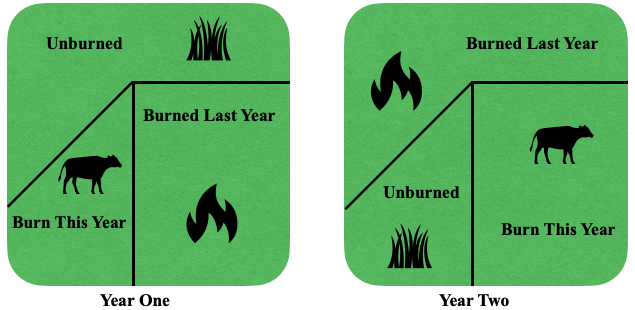 Unburned
Burned Last Year
Burn This Year
Year One
Burned Last Year
Unburned
Burn This Year
Year Two